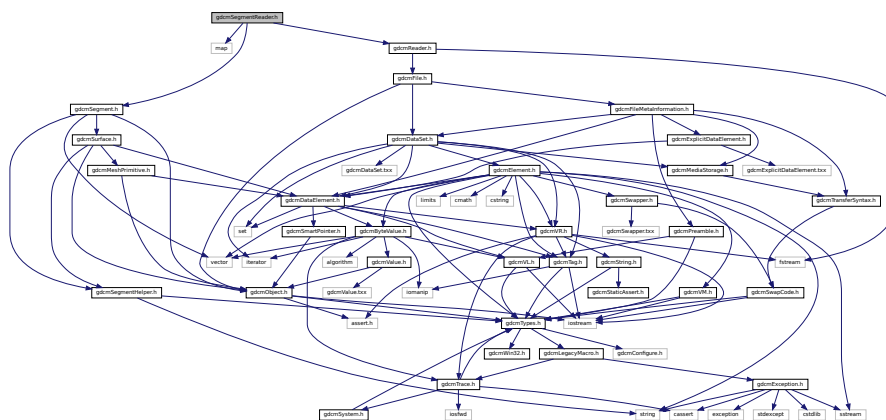 gdcmSegmentReader.h
map
gdcmReader.h
gdcmFile.h
gdcmSegment.h
gdcmFileMetaInformation.h
gdcmSurface.h
gdcmDataSet.h
gdcmExplicitDataElement.h
gdcmMeshPrimitive.h
gdcmDataSet.txx
gdcmElement.h
gdcmMediaStorage.h
gdcmExplicitDataElement.txx
gdcmDataElement.h
limits
cmath
cstring
gdcmSwapper.h
gdcmTransferSyntax.h
set
gdcmSmartPointer.h
gdcmByteValue.h
gdcmVR.h
gdcmSwapper.txx
gdcmPreamble.h
vector
iterator
algorithm
gdcmValue.h
gdcmVL.h
gdcmTag.h
gdcmString.h
fstream
gdcmSegmentHelper.h
gdcmObject.h
gdcmValue.txx
iomanip
gdcmStaticAssert.h
gdcmVM.h
gdcmSwapCode.h
assert.h
gdcmTypes.h
iostream
gdcmWin32.h
gdcmLegacyMacro.h
gdcmConfigure.h
gdcmTrace.h
gdcmException.h
gdcmSystem.h
iosfwd
string
cassert
exception
stdexcept
cstdlib
sstream